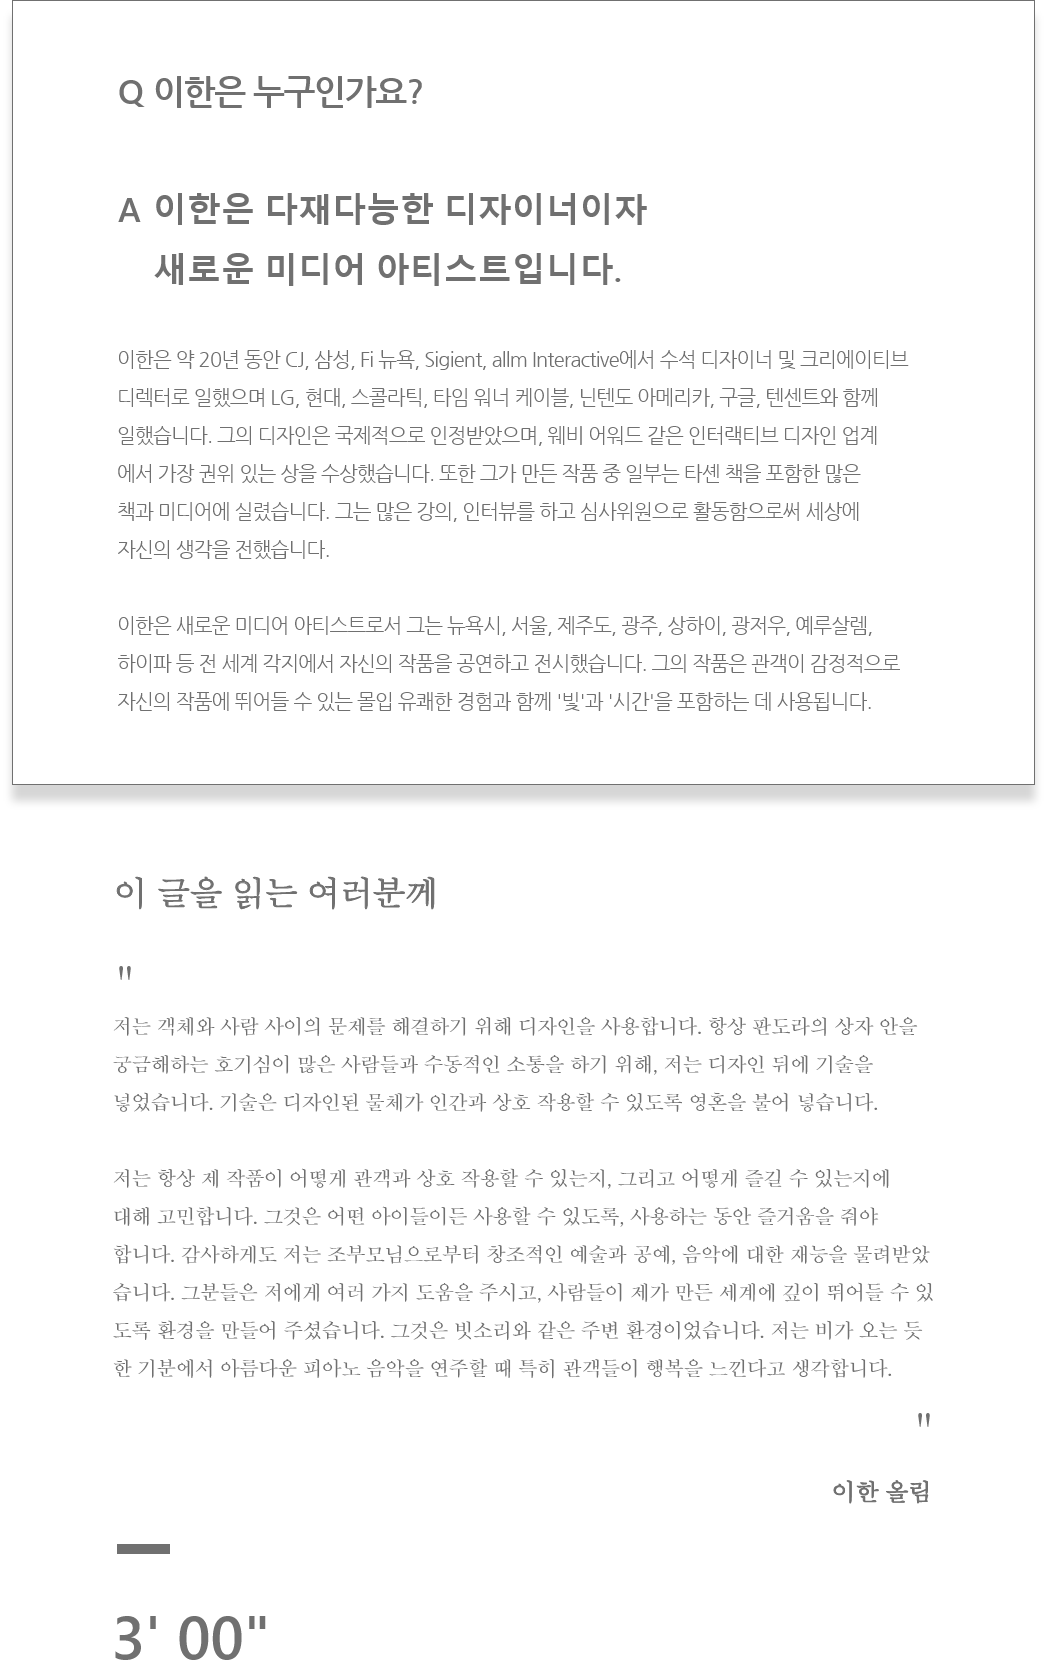 Q 이한은 누구인가요?
A 이한은 다재다능한 디자이너이자
새로운 미디어 아티스트입니다.
이한은 약 20년 동안 CJ, 삼성, Fi 뉴욕, Sigient, allm Interactive에서 수석 디자이너 및 크리에이티브
디렉터로 일했으며 LG, 현대, 스콜라틱, 타임 워너 케이블, 닌텐도 아메리카, 구글, 텐센트와 함께
일했습니다. 그의 디자인은 국제적으로 인정받았으며, 웨비 어워드 같은 인터랙티브 디자인 업계
에서 가장 권위 있는 상을 수상했습니다. 또한 그가 만든 작품 중 일부는 타셴 책을 포함한 많은
책과 미디어에 실렸습니다. 그는 많은 강의, 인터뷰를 하고 심사위원으로 활동함으로써 세상에
자신의 생각을 전했습니다.
이한은 새로운 미디어 아티스트로서 그는 뉴욕시, 서울, 제주도, 광주, 상하이, 광저우, 예루살렘,
하이파 등 전 세계 각지에서 자신의 작품을 공연하고 전시했습니다. 그의 작품은 관객이 감정적으로
자신의 작품에 뛰어들 수 있는 몰입 유쾌한 경험과 함께 '빛'과 '시간'을 포함하는 데 사용됩니다.
이 글을 읽는 여러분께
"
저는 객체와 사람 사이의 문제를 해결하기 위해 디자인을 사용합니다. 항상 판도라의 상자 안을
궁금해하는 호기심이 많은 사람들과 수동적인 소통을 하기 위해, 저는 디자인 뒤에 기술을
넣었습니다. 기술은 디자인된 물체가 인간과 상호 작용할 수 있도록 영혼을 불어 넣습니다.
저는 항상 제 작품이 어떻게 관객과 상호 작용할 수 있는지, 그리고 어떻게 즐길 수 있는지에
대해 고민합니다. 그것은 어떤 아이들이든 사용할 수 있도록, 사용하는 동안 즐거움을 줘야
합니다. 감사하게도 저는 조부모님으로부터 창조적인 예술과 공예, 음악에 대한 재능을 물려받았
습니다. 그분들은 저에게 여러 가지 도움을 주시고, 사람들이 제가 만든 세계에 깊이 뛰어들 수 있
도록 환경을 만들어 주셨습니다. 그것은 빗소리와 같은 주변 환경이었습니다. 저는 비가 오는 듯
한 기분에서 아름다운 피아노 음악을 연주할 때 특히 관객들이 행복을 느낀다고 생각합니다.
"
이한 올림
3' 00"